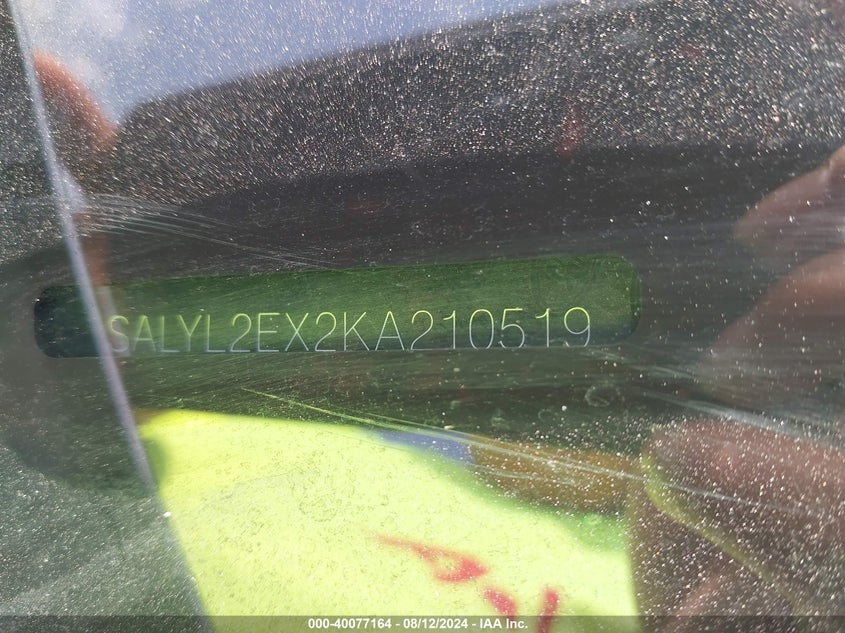 SALYL2EX2KA210519
000-40077164 - 08/12/2024 - IAA Inc.